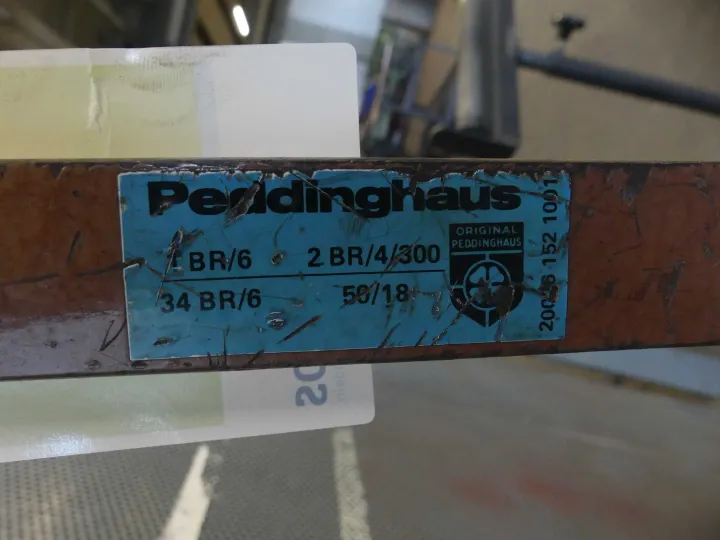 Peddinghaus
BR/6 2 BR/4/300
34 BR/6 50/18
ORIGINAL
PEDDINGHAUS
152 1001